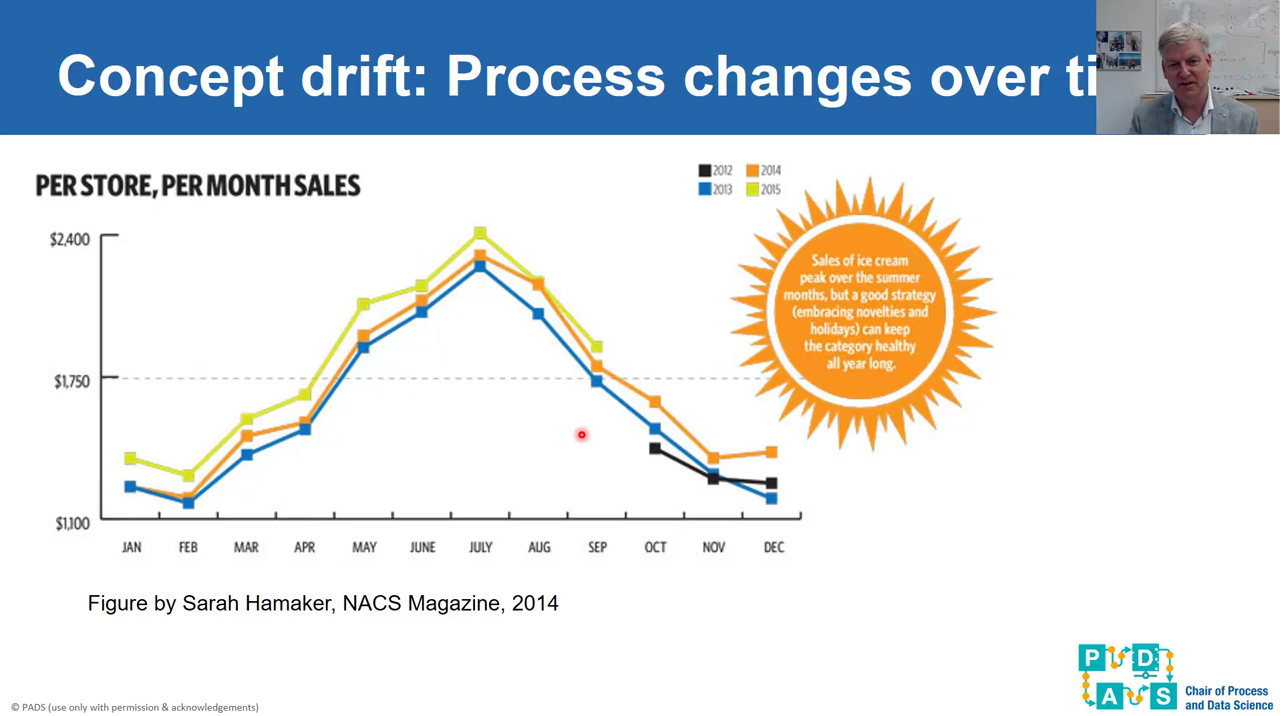 Concept drift: Process changes over ti
PER STORE, PER MONTH SALES
2012
2014
2013
2015
$2,400
$1,750
$1,100
Sales of ice cream
peak over the summer
months, but a good strategy
(embracing novelties and
holidays) can keep
the category healthy
all year long.
JAN FEB MAR APR MAY JUNE JULY AUG SEP OCT NOV DEC
Figure by Sarah Hamaker, NACS Magazine, 2014
P D
A S
Chair of Process
and Data Science
© PADS (use only with permission & acknowledgements)